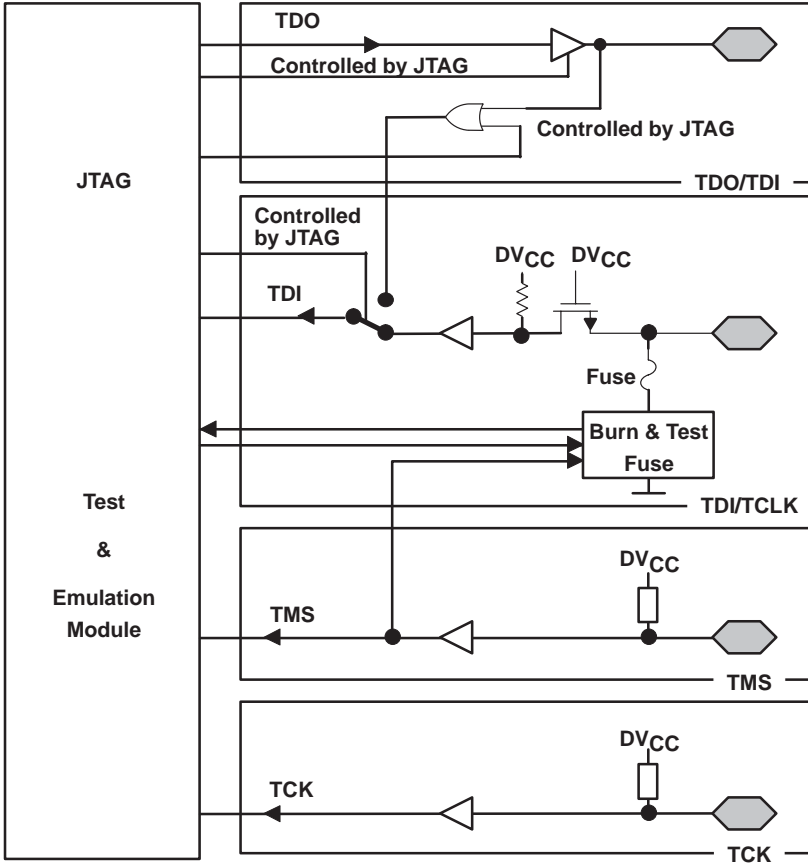 TDO
Controlled by JTAG
Controlled by JTAG
JTAG
TDO/TDI
Controlled
by JTAG
DVCC
DVCC
TDI
Fuse
Burn & Test
Fuse
TDI/TCLK
Test
&
Emulation
Module
DVCC
TMS
TMS
DVCC
TCK
TCK